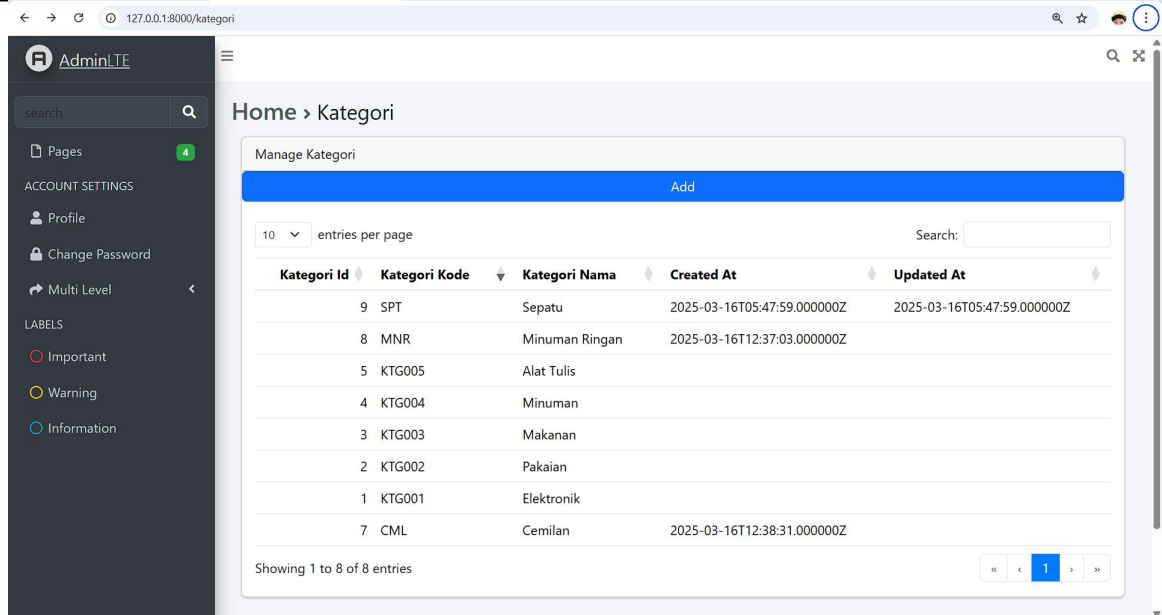 127.0.0.1:8000/kategori
AdminLTE
search
Pages 4
ACCOUNT SETTINGS
Profile
Change Password
Multi Level
LABELS
Important
Warning
Information
Home › Kategori
Manage Kategori
Add
10 entries per page Search:
Kategori Id Kategori Kode Kategori Nama Created At Updated At
9 SPT Sepatu 2025-03-16T05:47:59.000000Z 2025-03-16T05:47:59.000000Z
8 MNR Minuman Ringan 2025-03-16T12:37:03.000000Z
5 KTG005 Alat Tulis
4 KTG004 Minuman
3 KTG003 Makanan
2 KTG002 Pakaian
1 KTG001 Elektronik
7 CML Cemilan 2025-03-16T12:38:31.000000Z
Showing 1 to 8 of 8 entries « ‹ 1 › »